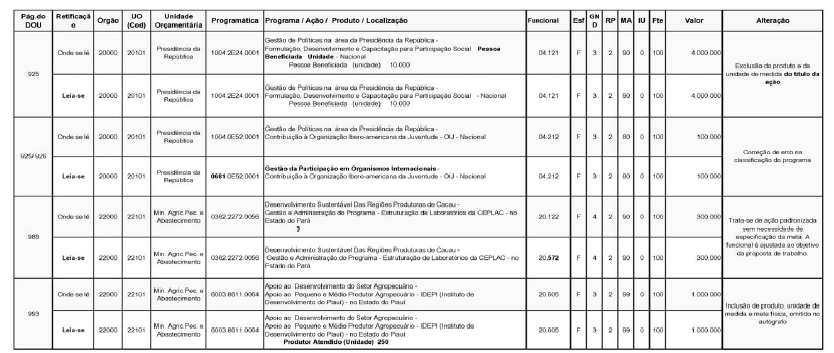 Pág.do DOU | Retificação | Órgão | UO (Cod) | Unidade Orçamentária | Programática | Programa / Ação / Produto / Localização | Funcional | Esf | GND | RP | MA | IU | Fte | Valor | Alteração
925
Onde se lê | 20000 | 20101 | Presidência da República | 1004.2E24.0001
Gestão de Políticas na área da Presidência da República -
Formulação, Desenvolvimento e Capacitação para Participação Social Pessoa
Beneficiada Unidade - Nacional
Pessoa Beneficiada (unidade) 10.000
04.121 | F | 3 | 2 | 90 | 0 | 100 | 4.000.000
Leia-se | 20000 | 20101 | Presidência da República | 1004.2E24.0001
Gestão de Políticas na área da Presidência da República -
Formulação, Desenvolvimento e Capacitação para Participação Social - Nacional
Pessoa Beneficiada (unidade) 10.000
04.121 | F | 3 | 2 | 90 | 0 | 100 | 4.000.000
Exclusão do produto e da
unidade de medida do título da
ação
925/926
Onde se lê | 20000 | 20101 | Presidência da República | 1004.0E52.0001
Gestão de Políticas na área da Presidência da República -
Contribuição à Organização Ibero-americana da Juventude - OIJ - Nacional
04.212 | F | 3 | 2 | 80 | 0 | 100 | 100.000
Leia-se | 20000 | 20101 | Presidência da República | 0681.0E52.0001
Gestão da Participação em Organismos Internacionais -
Contribuição à Organização Ibero-americana da Juventude - OIJ - Nacional
04.212 | F | 3 | 2 | 80 | 0 | 100 | 100.000
Correção de erro na
classificação do programa
988
Onde se lê | 22000 | 22101 | Min. Agric.Pec. e Abastecimento | 0362.2272.0056
Desenvolvimento Sustentável Das Regiões Produtoras de Cacau -
Gestão e Administração do Programa - Estruturação de Laboratórios da CEPLAC - no
Estado do Pará
20.122 | F | 4 | 2 | 90 | 0 | 100 | 300.000
Leia-se | 22000 | 22101 | Min. Agric.Pec. e Abastecimento | 0362.2272.0056
Desenvolvimento Sustentável Das Regiões Produtoras de Cacau -
Gestão e Administração do Programa - Estruturação de Laboratórios da CEPLAC - no
Estado do Pará
20.572 | F | 4 | 2 | 90 | 0 | 100 | 300.000
Trata-se de ação padronizada
sem necessidade de
especificação da meta. A
funcional é ajustada ao objetivo
da proposta de trabalho.
993
Onde se lê | 22000 | 22101 | Min. Agric.Pec. e Abastecimento | 6003.8611.0064
Apoio ao Desenvolvimento do Setor Agropecuário -
Apoio ao Pequeno e Médio Produtor Agropecuário - IDEPI (Instituto de
Desenvolvimento do Piauí) - no Estado do Piauí
20.605 | F | 3 | 2 | 99 | 0 | 100 | 1.000.000
Leia-se | 22000 | 22101 | Min. Agric.Pec. e Abastecimento | 6003.8611.0064
Apoio ao Desenvolvimento do Setor Agropecuário -
Apoio ao Pequeno e Médio Produtor Agropecuário - IDEPI (Instituto de
Desenvolvimento do Piauí) - no Estado do Piauí
Produtor Atendido (Unidade) 250
20.605 | F | 3 | 2 | 99 | 0 | 100 | 1.000.000
Inclusão de produto, unidade de
medida e meta física, omitido no
autógrafo